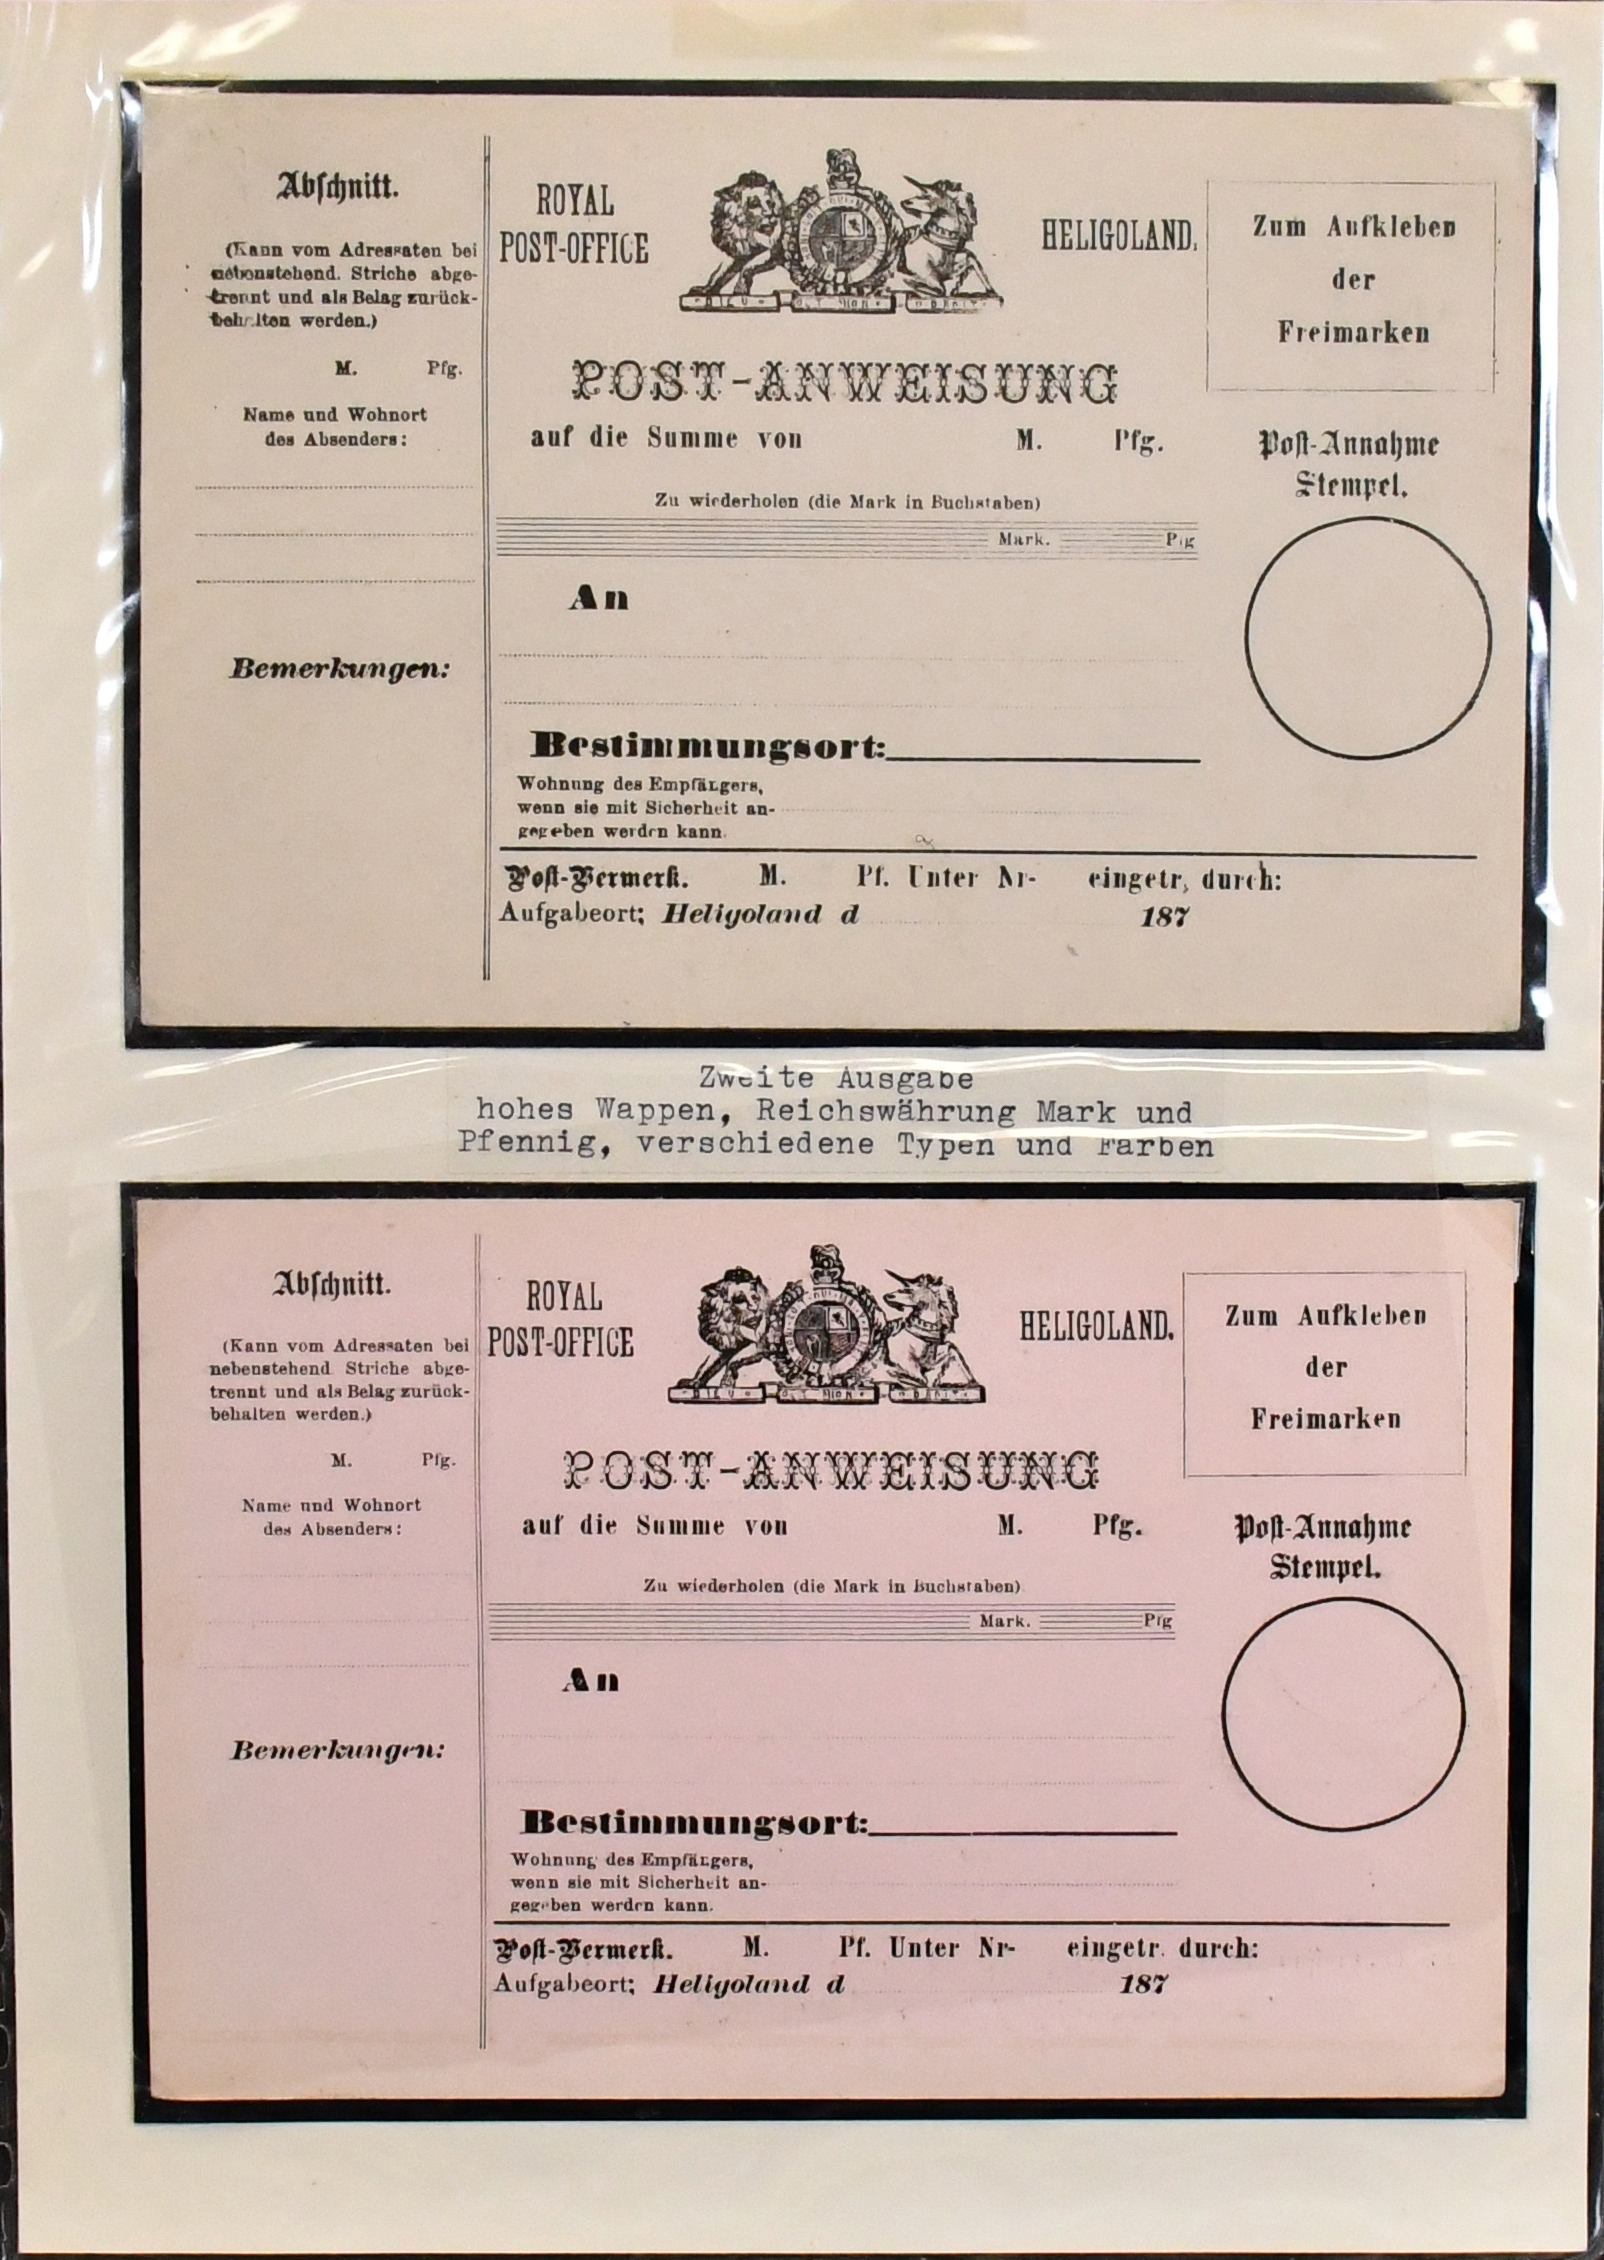 Abschnitt.
(Kann vom Adressaten bei
nebenstehend. Striche abge-
trennt und als Belag zurück-
behalten werden.)
M. Pfg.
Name und Wohnort
des Absenders:
Bemerkungen:
ROYAL
POST-OFFICE
HELIGOLAND.
DIEU ET MON DROIT
POST-ANWEISUNG
auf die Summe von M. Pfg.
Zu wiederholen (die Mark in Buchstaben)
Mark. Pfg
An
Bestimmungsort:
Wohnung des Empfängers,
wenn sie mit Sicherheit an-
gegeben werden kann.
Post-Vermerk. M. Pf. Unter Nr- eingetr. durch:
Aufgabeort: Heligoland d 187
Zum Aufkleben
der
Freimarken
Post-Annahme
Stempel.
Zweite Ausgabe
hohes Wappen, Reichswährung Mark und
Pfennig, verschiedene Typen und Farben
Abschnitt.
(Kann vom Adressaten bei
nebenstehend Striche abge-
trennt und als Belag zurück-
behalten werden.)
M. Pfg.
Name und Wohnort
des Absenders:
Bemerkungen:
ROYAL
POST-OFFICE
HELIGOLAND.
DIEU ET MON DROIT
POST-ANWEISUNG
auf die Summe von M. Pfg.
Zu wiederholen (die Mark in Buchstaben)
Mark. Pfg
An
Bestimmungsort:
Wohnung des Empfängers,
wenn sie mit Sicherheit an-
gegeben werden kann.
Post-Vermerk. M. Pf. Unter Nr- eingetr. durch:
Aufgabeort: Heligoland d 187
Zum Aufkleben
der
Freimarken
Post-Annahme
Stempel.